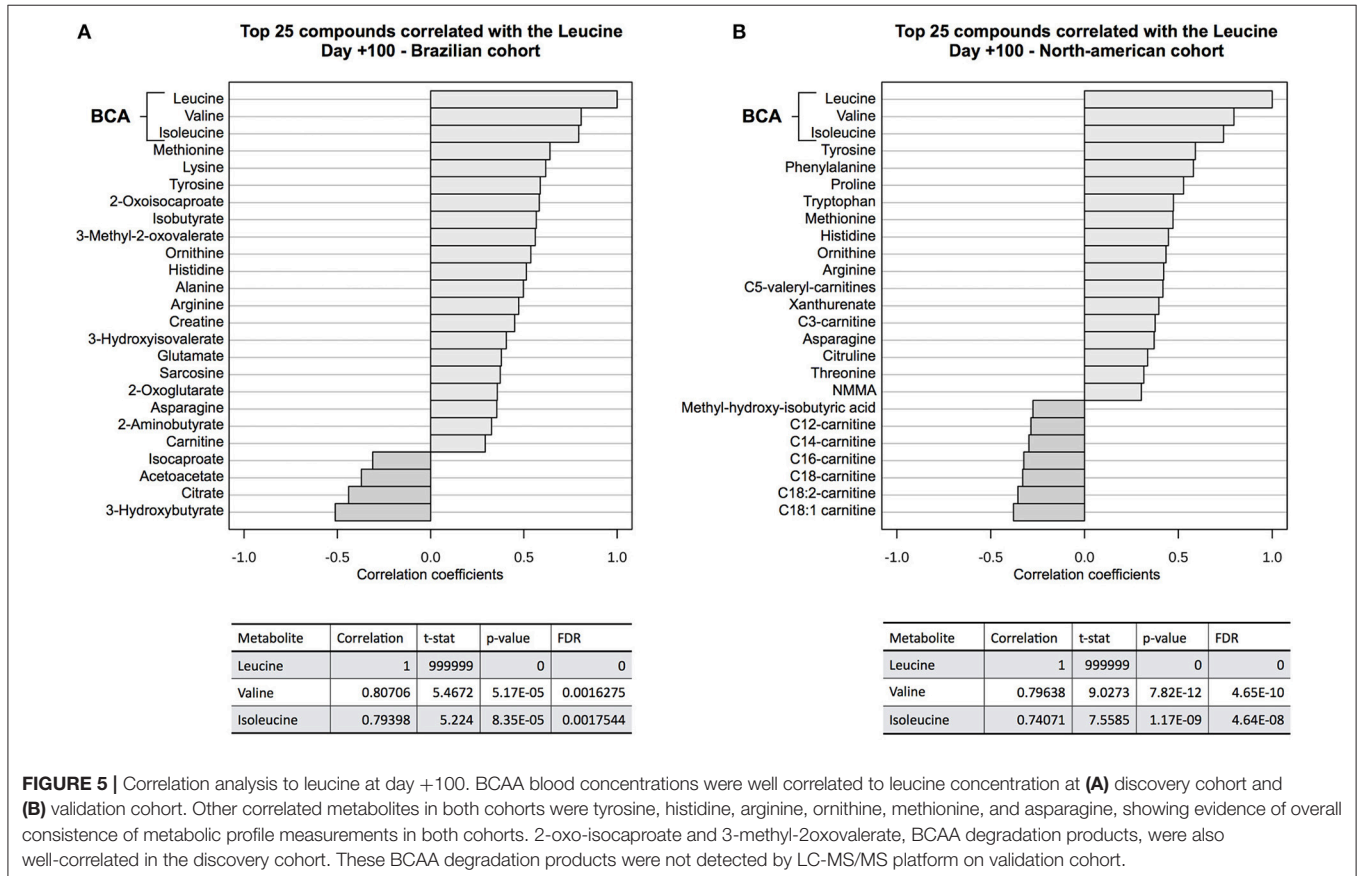 A
Top 25 compounds correlated with the Leucine
Day +100 - Brazilian cohort
BCA
Leucine
Valine
Isoleucine
Methionine
Lysine
Tyrosine
2-Oxoisocaproate
Isobutyrate
3-Methyl-2-oxovalerate
Ornithine
Histidine
Alanine
Arginine
Creatine
3-Hydroxyisovalerate
Glutamate
Sarcosine
2-Oxoglutarate
Asparagine
2-Aminobutyrate
Carnitine
Isocaproate
Acetoacetate
Citrate
3-Hydroxybutyrate
-1.0 -0.5 0.0 0.5 1.0
Correlation coefficients
Metabolite Correlation t-stat p-value FDR
Leucine 1 999999 0 0
Valine 0.80706 5.4672 5.17E-05 0.0016275
Isoleucine 0.79398 5.224 8.35E-05 0.0017544
B
Top 25 compounds correlated with the Leucine
Day +100 - North-american cohort
BCA
Leucine
Valine
Isoleucine
Tyrosine
Phenylalanine
Proline
Tryptophan
Methionine
Histidine
Ornithine
Arginine
C5-valeryl-carnitines
Xanthurenate
C3-carnitine
Asparagine
Citruline
Threonine
NMMA
Methyl-hydroxy-isobutyric acid
C12-carnitine
C14-carnitine
C16-carnitine
C18-carnitine
C18:2-carnitine
C18:1 carnitine
-1.0 -0.5 0.0 0.5 1.0
Correlation coefficients
Metabolite Correlation t-stat p-value FDR
Leucine 1 999999 0 0
Valine 0.79638 9.0273 7.82E-12 4.65E-10
Isoleucine 0.74071 7.5585 1.17E-09 4.64E-08
FIGURE 5 | Correlation analysis to leucine at day +100. BCAA blood concentrations were well correlated to leucine concentration at (A) discovery cohort and
(B) validation cohort. Other correlated metabolites in both cohorts were tyrosine, histidine, arginine, ornithine, methionine, and asparagine, showing evidence of overall
consistence of metabolic profile measurements in both cohorts. 2-oxo-isocaproate and 3-methyl-2oxovalerate, BCAA degradation products, were also
well-correlated in the discovery cohort. These BCAA degradation products were not detected by LC-MS/MS platform on validation cohort.